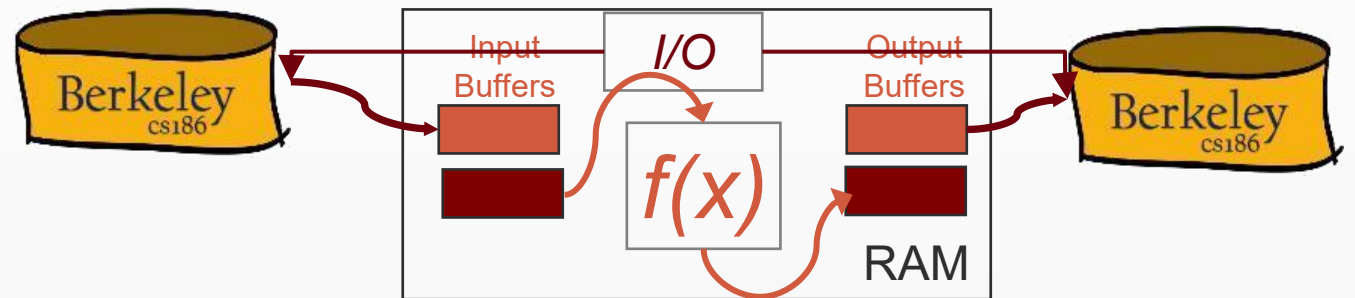 Berkeley
cs186
Input
Buffers
I/O
f(x)
Output
Buffers
RAM
Berkeley
cs186